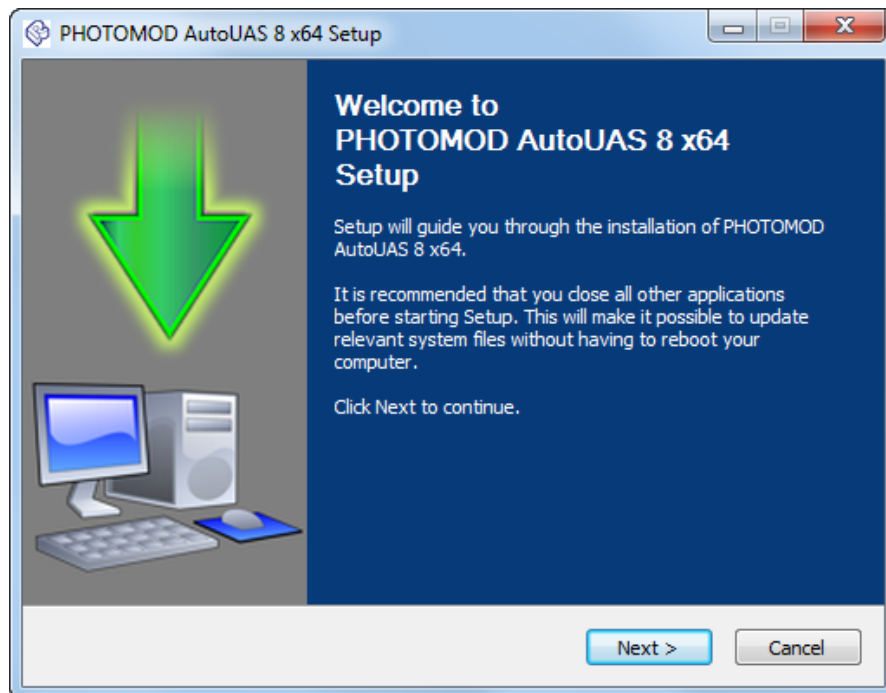 PHOTOMOD AutoUAS 8 x64 Setup
Welcome to
PHOTOMOD AutoUAS 8 x64
Setup
Setup will guide you through the installation of PHOTOMOD
AutoUAS 8 x64.
It is recommended that you close all other applications
before starting Setup. This will make it possible to update
relevant system files without having to reboot your
computer.
Click Next to continue.
Next >
Cancel